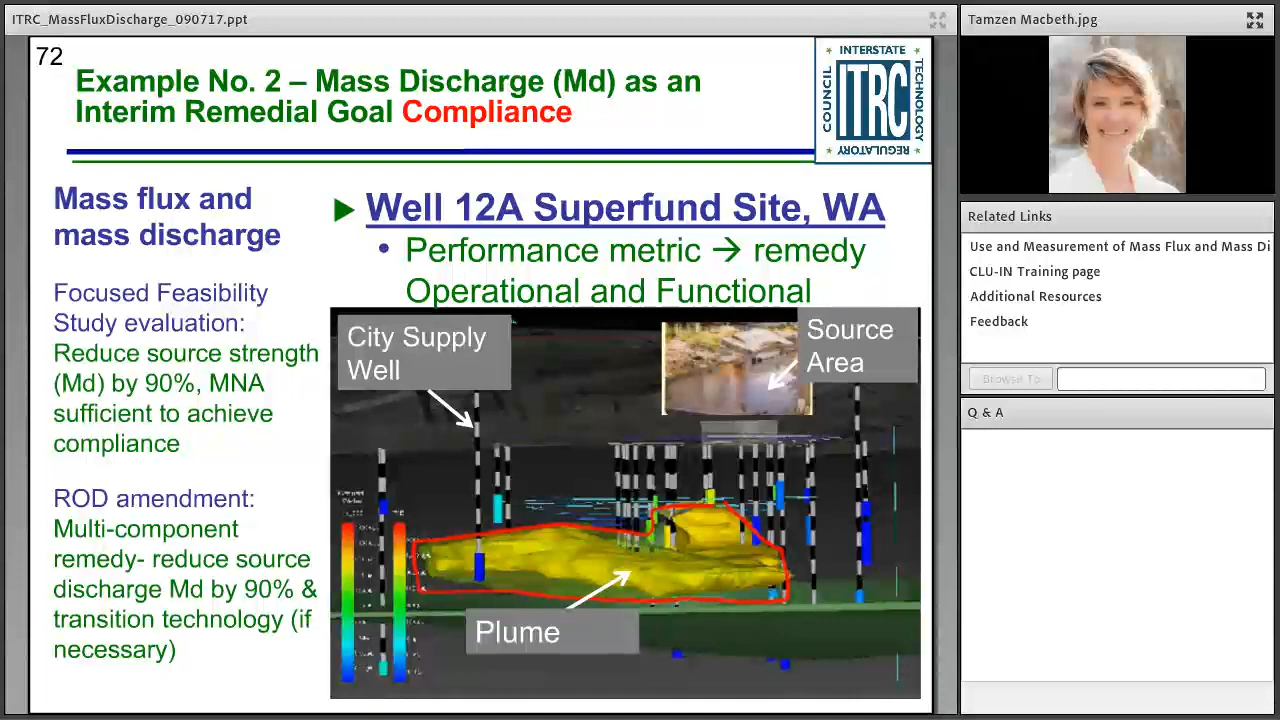 ITRC_MassFluxDischarge_090717.ppt
72
Example No. 2 – Mass Discharge (Md) as an
Interim Remedial Goal Compliance
INTERSTATE
COUNCIL
ITRC
TECHNOLOGY
REGULATORY
Mass flux and
mass discharge
Focused Feasibility
Study evaluation:
Reduce source strength
(Md) by 90%, MNA
sufficient to achieve
compliance
ROD amendment:
Multi-component
remedy- reduce source
discharge Md by 90% &
transition technology (if
necessary)
Well 12A Superfund Site, WA
• Performance metric → remedy
Operational and Functional
City Supply
Well
Source
Area
Plume
Tamzen Macbeth.jpg
Related Links
Use and Measurement of Mass Flux and Mass Di
CLU-IN Training page
Additional Resources
Feedback
Browse To
Q & A